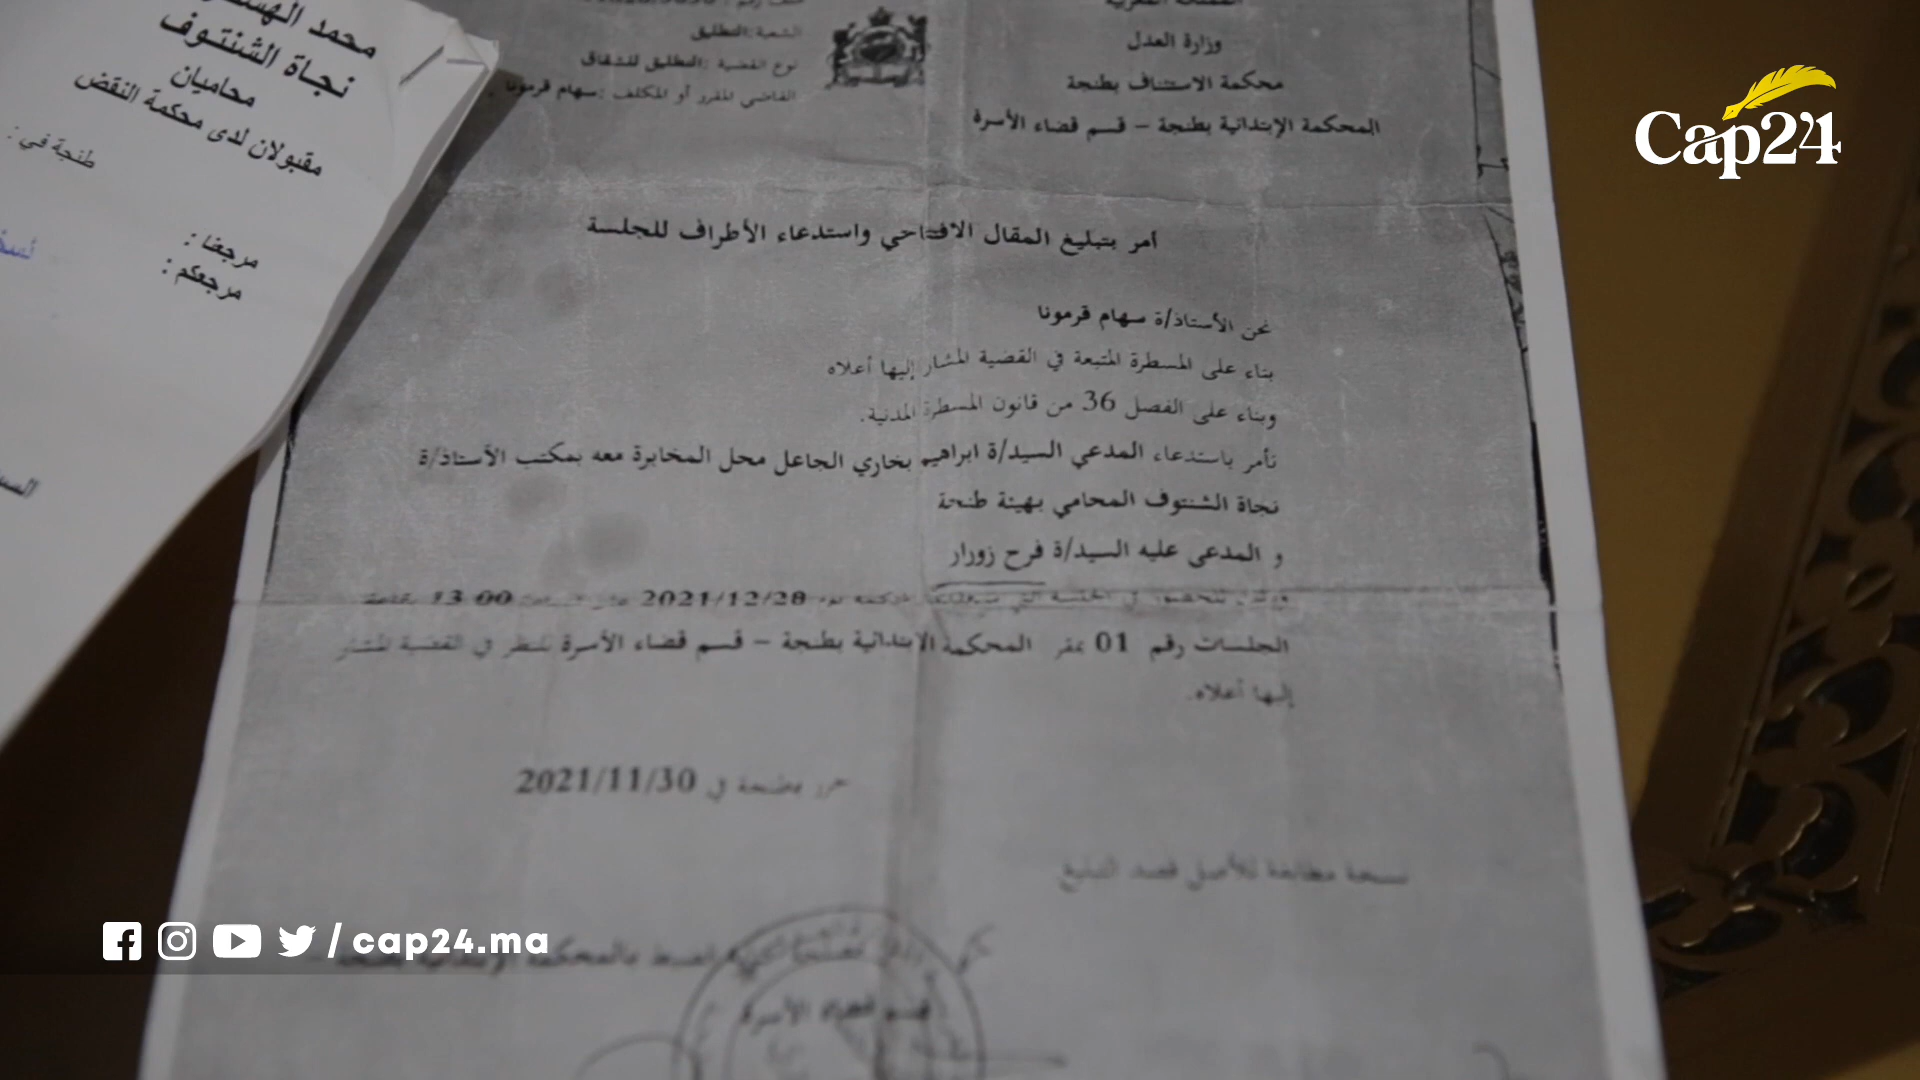 محمد
نجاة الشنتوف
محاميان
مقبولان لدى محكمة النقض
طنجة في :
مرجعنا :
مرجعكم :
وزارة العدل
محكمة الاستئناف بطنجة
المحكمة الإبتدائية بطنجة – قسم قضاء الأسرة
الشعبة :التطليق
نوع القضية :التطليق للشقاق
القاضي المقرر أو المكلف :سهام قرمونا
أمر بتبليغ المقال الافتتاحي واستدعاء الأطراف للجلسة
نحن الأستاذ/ة سهام قرمونا
بناء على المسطرة المتبعة في القضية المشار إليها أعلاه
وبناء على الفصل 36 من قانون المسطرة المدنية.
نأمر باستدعاء المدعي السيد/ة ابراهيم بخاري الجاعل محل المخابرة معه بمكتب الأستاذ/ة
نجاة الشنتوف المحامي بهيئة طنجة
و المدعى عليه السيد/ة فرح زورار
2021/12/28 13:00
الجلسات رقم 01 بمقر المحكمة الابتدائية بطنجة – قسم قضاء الأسرة للنظر في القضية المشار
إليها أعلاه.
حرر بطنجة في 2021/11/30
نسخة مطابقة للأصل قصد التبليغ
قسم قضاء الأسرة
Cap24
/ cap24.ma